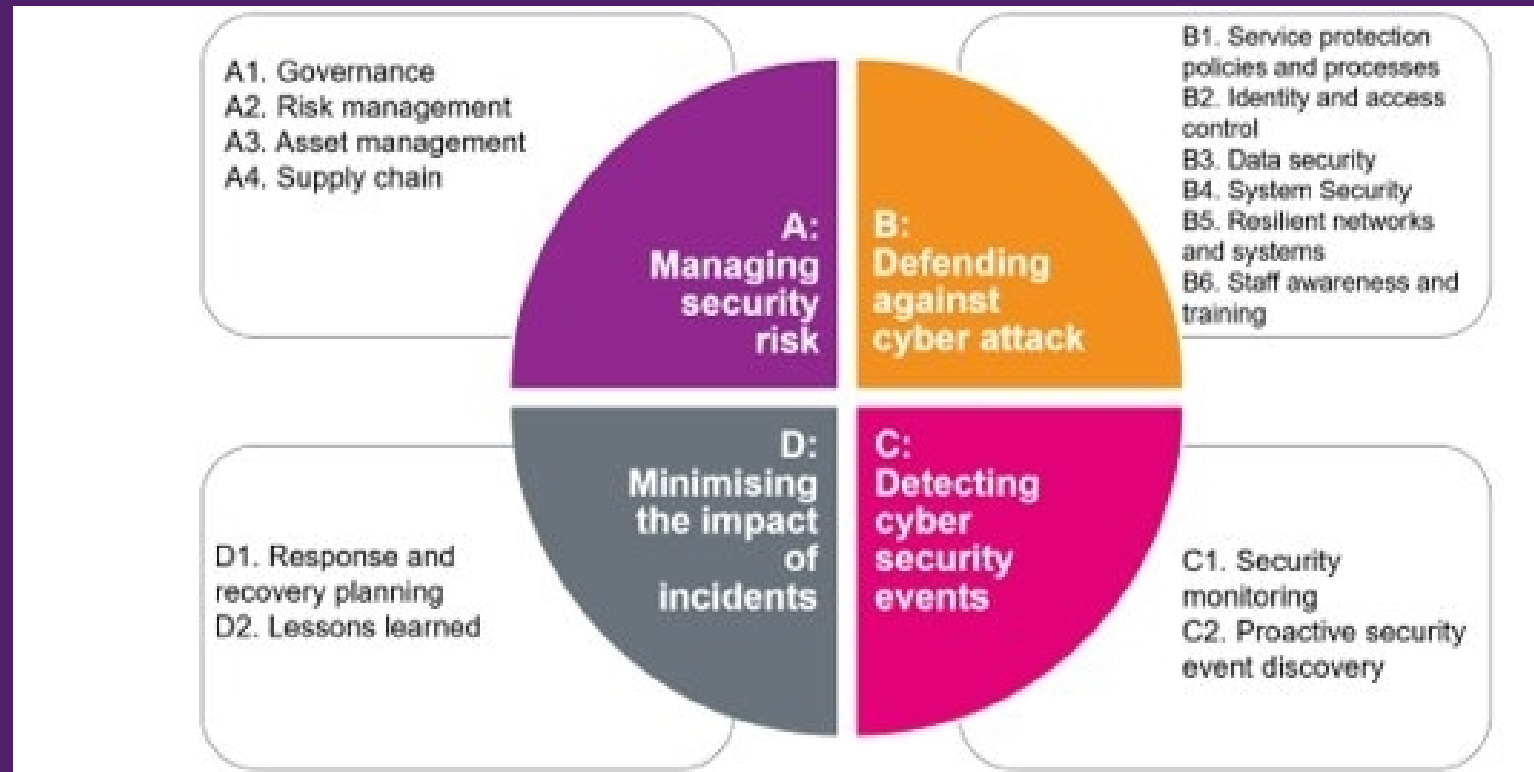 A1. Governance
A2. Risk management
A3. Asset management
A4. Supply chain
A:
Managing
security
risk
B:
Defending
against
cyber attack
B1. Service protection
policies and processes
B2. Identity and access
control
B3. Data security
B4. System Security
B5. Resilient networks
and systems
B6. Staff awareness and
training
D1. Response and
recovery planning
D2. Lessons learned
D:
Minimising
the impact
of
incidents
C:
Detecting
cyber
security
events
C1. Security
monitoring
C2. Proactive security
event discovery